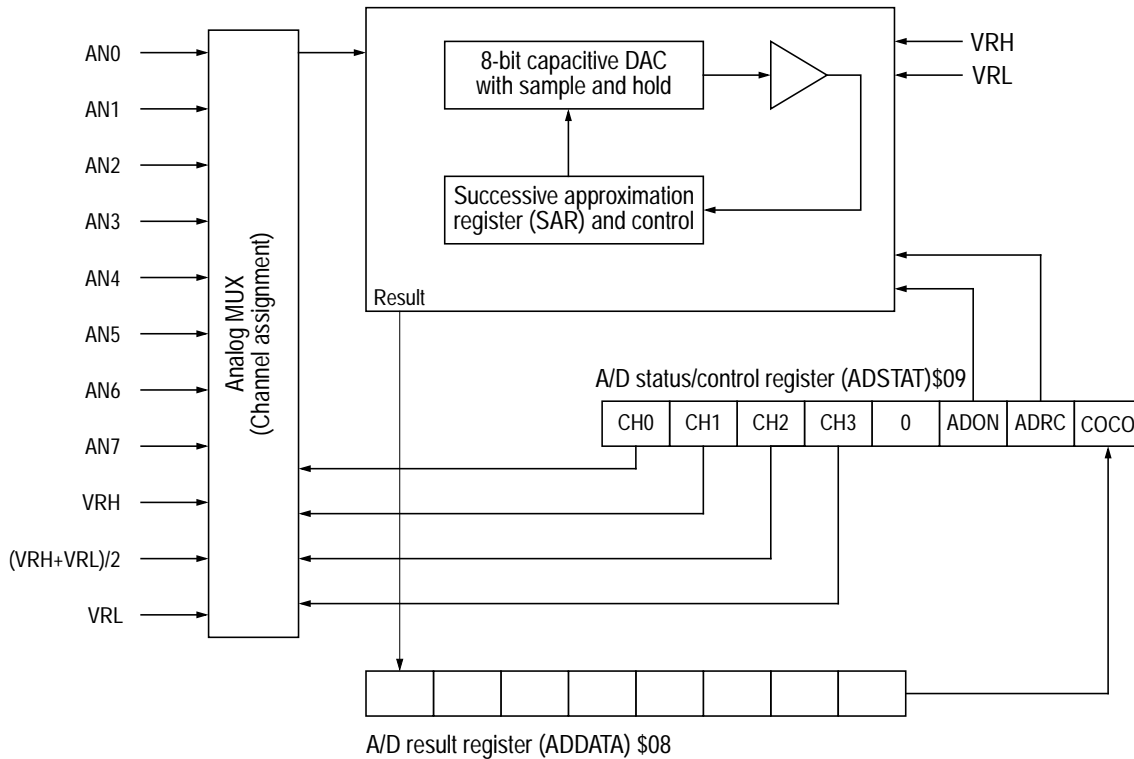 AN0
AN1
AN2
AN3
AN4
AN5
AN6
AN7
VRH
(VRH+VRL)/2
VRL
Analog MUX
(Channel assignment)
8-bit capacitive DAC
with sample and hold
Successive approximation
register (SAR) and control
Result
VRH
VRL
A/D status/control register (ADSTAT)$09
CH0 CH1 CH2 CH3 0 ADON ADRC COCO
A/D result register (ADDATA) $08